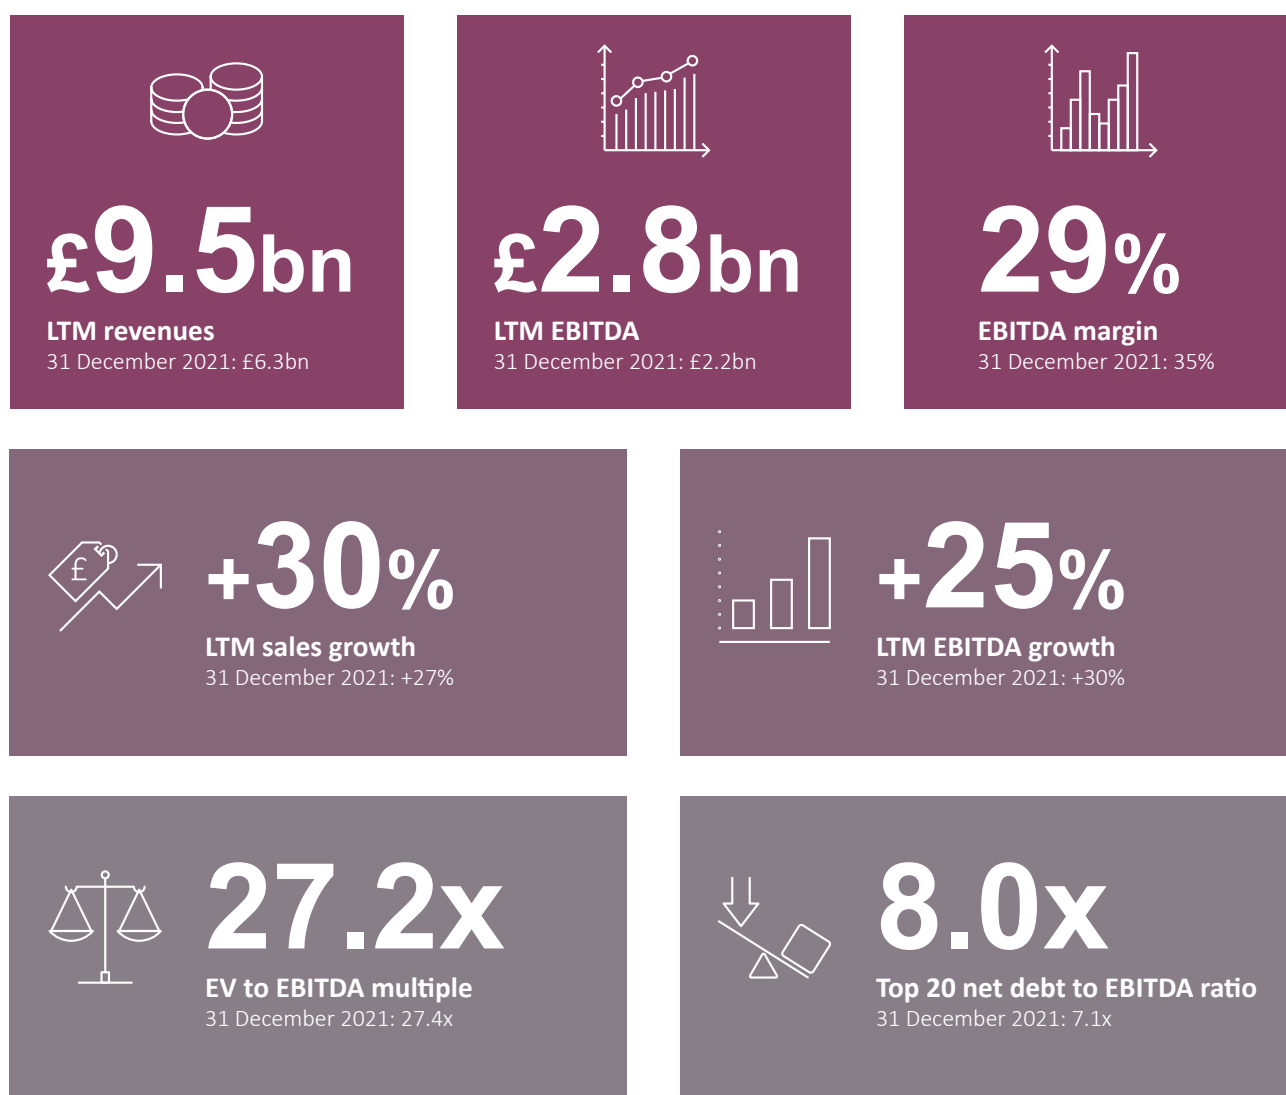 £9.5bn
LTM revenues
31 December 2021: £6.3bn
£2.8bn
LTM EBITDA
31 December 2021: £2.2bn
29%
EBITDA margin
31 December 2021: 35%
£
+30%
LTM sales growth
31 December 2021: +27%
+25%
LTM EBITDA growth
31 December 2021: +30%
27.2x
EV to EBITDA multiple
31 December 2021: 27.4x
8.0x
Top 20 net debt to EBITDA ratio
31 December 2021: 7.1x